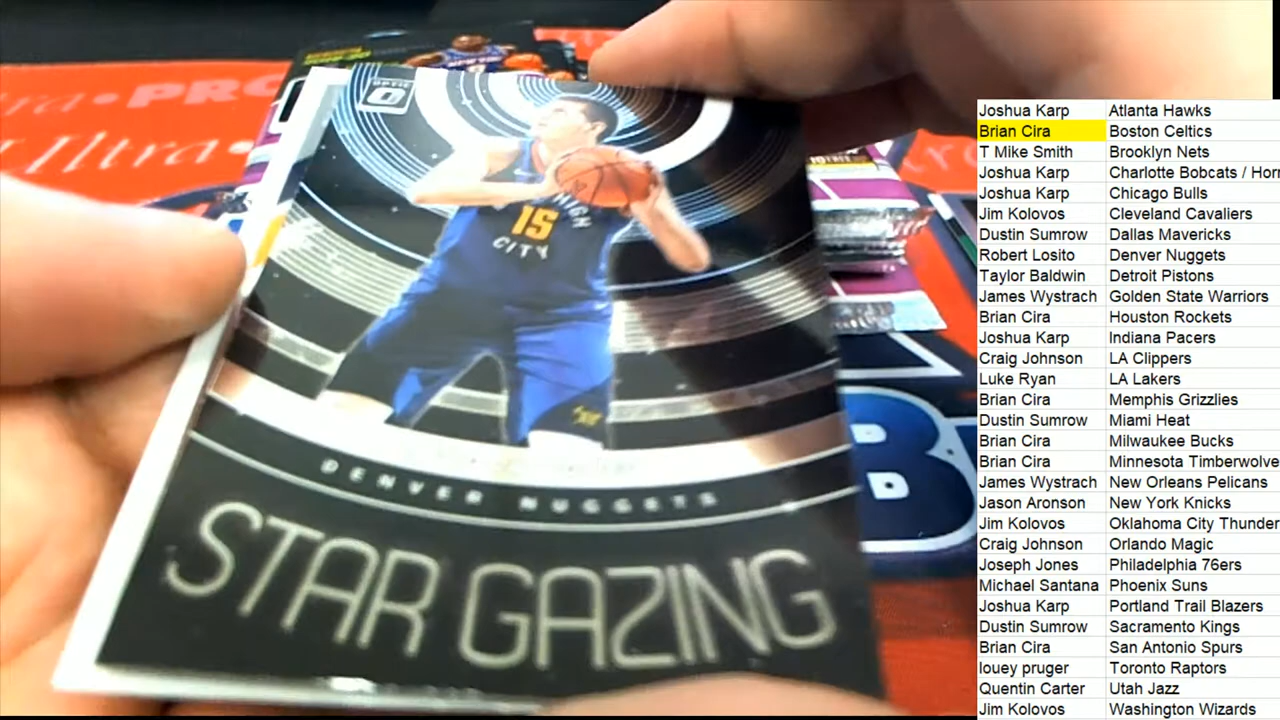 OPTIC
HIGH
15
CITY
DENVER NUGGETS
STAR GAZING
PRO
Ultra
B
Joshua Karp Atlanta Hawks
Brian Cira Boston Celtics
T Mike Smith Brooklyn Nets
Joshua Karp Charlotte Bobcats / Horr
Joshua Karp Chicago Bulls
Jim Kolovos Cleveland Cavaliers
Dustin Sumrow Dallas Mavericks
Robert Losito Denver Nuggets
Taylor Baldwin Detroit Pistons
James Wystrach Golden State Warriors
Brian Cira Houston Rockets
Joshua Karp Indiana Pacers
Craig Johnson LA Clippers
Luke Ryan LA Lakers
Brian Cira Memphis Grizzlies
Dustin Sumrow Miami Heat
Brian Cira Milwaukee Bucks
Brian Cira Minnesota Timberwolve
James Wystrach New Orleans Pelicans
Jason Aronson New York Knicks
Jim Kolovos Oklahoma City Thunder
Craig Johnson Orlando Magic
Joseph Jones Philadelphia 76ers
Michael Santana Phoenix Suns
Joshua Karp Portland Trail Blazers
Dustin Sumrow Sacramento Kings
Brian Cira San Antonio Spurs
louey pruger Toronto Raptors
Quentin Carter Utah Jazz
Jim Kolovos Washington Wizards